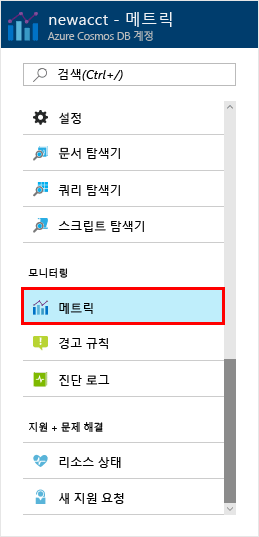 newacct - 메트릭
Azure Cosmos DB 계정
검색(Ctrl+/)
설정
문서 탐색기
쿼리 탐색기
스크립트 탐색기
모니터링
메트릭
경고 규칙
진단 로그
지원 + 문제 해결
리소스 상태
새 지원 요청